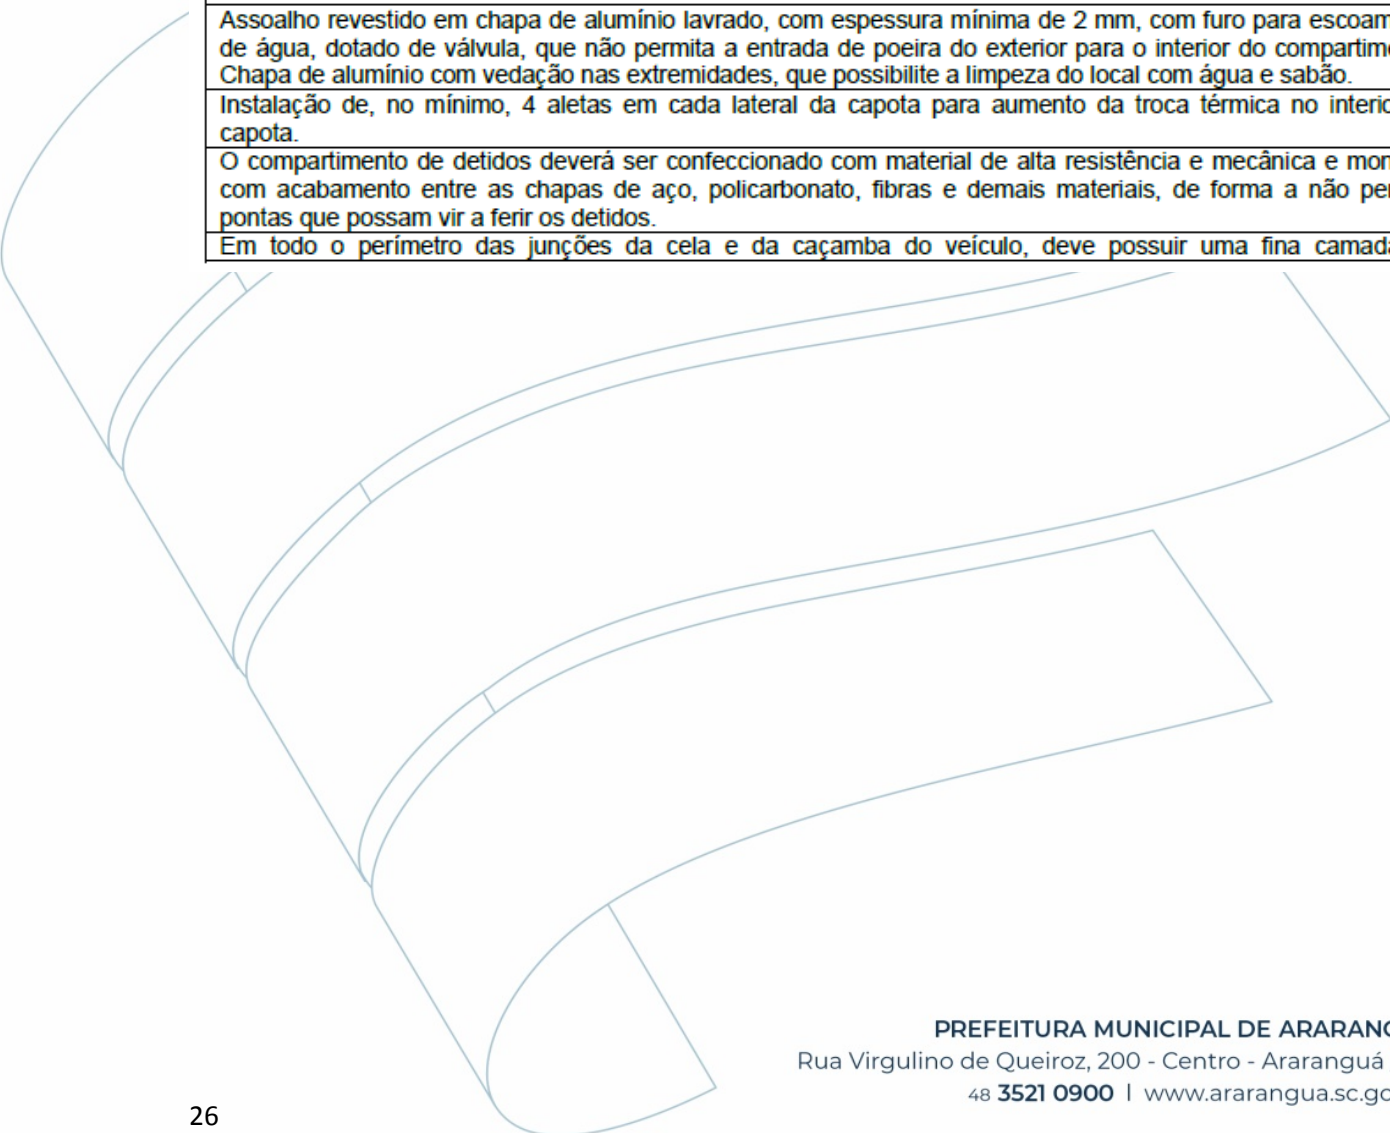 Assoalho revestido em chapa de alumínio lavrado, com espessura mínima de 2 mm, com furo para escoam
de água, dotado de válvula, que não permita a entrada de poeira do exterior para o interior do compartime
Chapa de alumínio com vedação nas extremidades, que possibilite a limpeza do local com água e sabão.
Instalação de, no mínimo, 4 aletas em cada lateral da capota para aumento da troca térmica no interio
capota.
O compartimento de detidos deverá ser confeccionado com material de alta resistência e mecânica e mon
com acabamento entre as chapas de aço, policarbonato, fibras e demais materiais, de forma a não per
pontas que possam vir a ferir os detidos.
Em todo o perímetro das junções da cela e da caçamba do veículo, deve possuir uma fina camada
PREFEITURA MUNICIPAL DE ARARANG
Rua Virgulino de Queiroz, 200 - Centro - Araranguá
48 3521 0900 | www.ararangua.sc.go
26